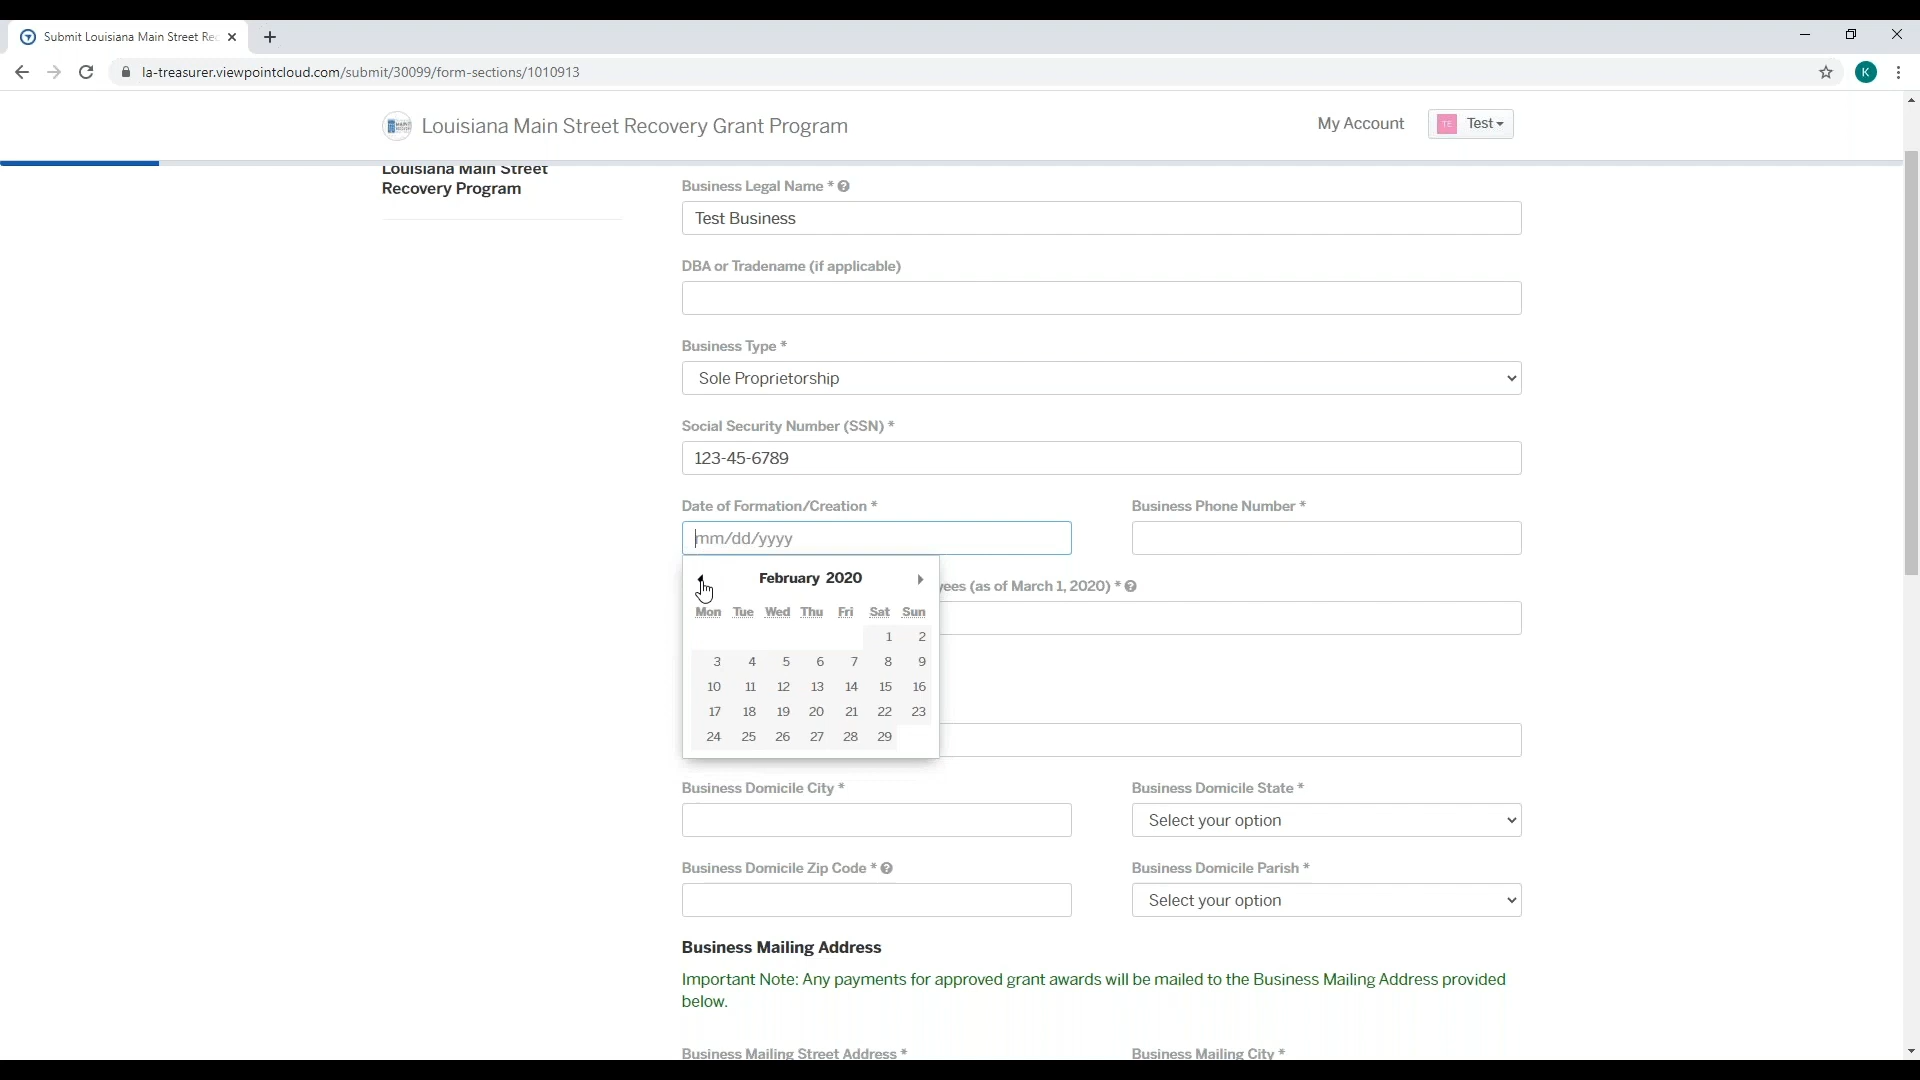 Submit Louisiana Main Street Rec
la-treasurer.viewpointcloud.com/submit/30099/form-sections/1010913
K
Louisiana Main Street Recovery Grant Program
My Account
TE Test
Louisiana Main Street
Recovery Program
Business Legal Name *
Test Business
DBA or Tradename (if applicable)
Business Type *
Sole Proprietorship
Social Security Number (SSN) *
123-45-6789
Date of Formation/Creation * Business Phone Number *
mm/dd/yyyy
February 2020
(as of March 1, 2020) *
Mon Tue Wed Thu Fri Sat Sun
1 2
3 4 5 6 7 8 9
10 11 12 13 14 15 16
17 18 19 20 21 22 23
24 25 26 27 28 29
Business Domicile City * Business Domicile State *
Select your option
Business Domicile Zip Code * Business Domicile Parish *
Select your option
Business Mailing Address
Important Note: Any payments for approved grant awards will be mailed to the Business Mailing Address provided
below.
Business Mailing Street Address * Business Mailing City *